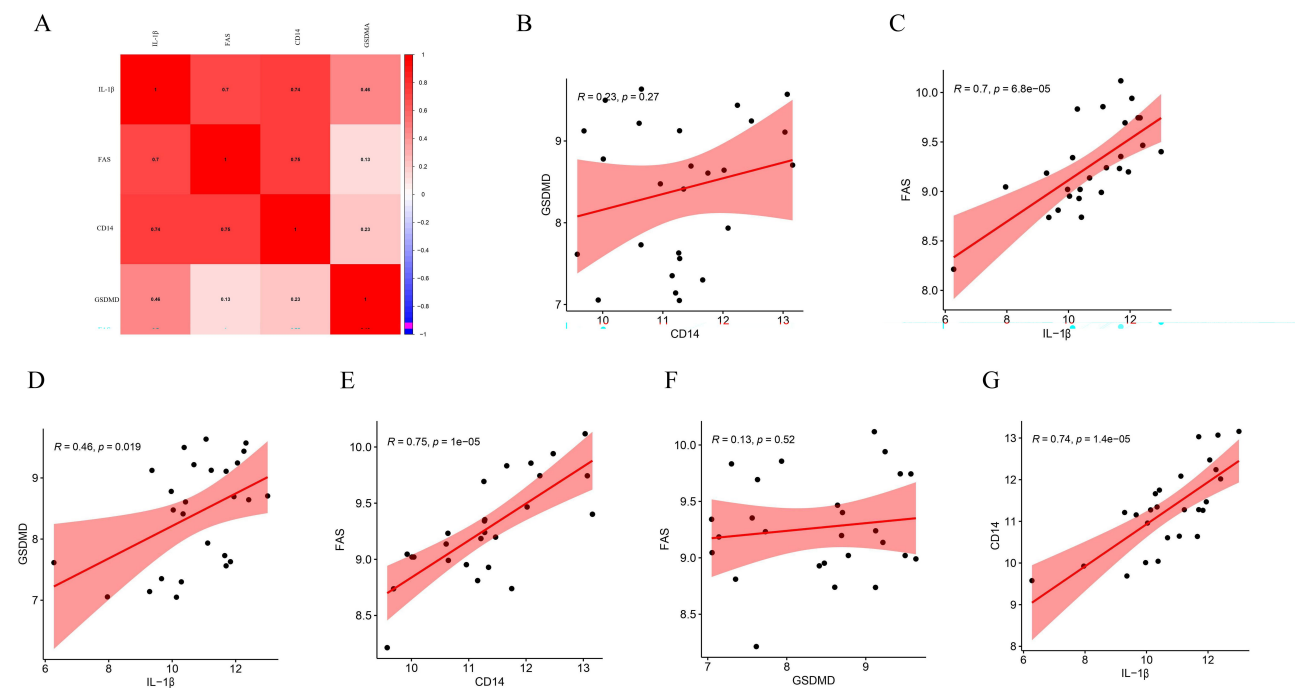 A
IL-1β FAS CD14 GSDMA
IL-1β 1 0.7 0.74 0.46
FAS 0.7 1 0.75 0.13
CD14 0.74 0.75 1 0.23
GSDMD 0.46 0.13 0.23 1
1
0.8
0.6
0.4
0.2
0
−0.2
−0.4
−0.6
−0.8
−1
B
R = 0.23, p = 0.27
GSDMD
9
8
7
10 11 12 13
CD14
C
R = 0.7, p = 6.8e−05
FAS
10.0
9.5
9.0
8.5
8.0
6 8 10 12
IL−1β
D
R = 0.46, p = 0.019
GSDMD
9
8
7
6 8 10 12
IL−1β
E
R = 0.75, p = 1e−05
FAS
10.0
9.5
9.0
8.5
10 11 12 13
CD14
F
R = 0.13, p = 0.52
FAS
10.0
9.5
9.0
8.5
7 8 9
GSDMD
G
R = 0.74, p = 1.4e−05
CD14
13
12
11
10
9
8
6 8 10 12
IL−1β